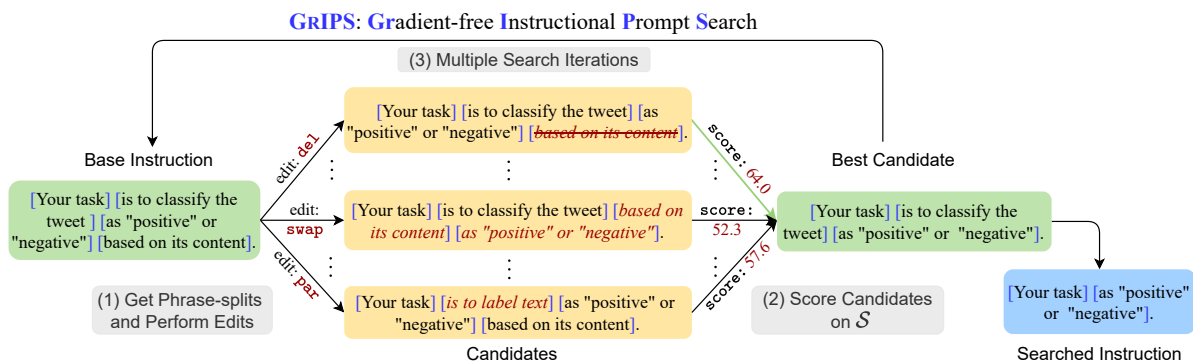 GRIPS: Gradient-free Instructional Prompt Search
(3) Multiple Search Iterations
Base Instruction
[Your task] [is to classify the
tweet ] [as "positive" or
"negative"] [based on its content].
(1) Get Phrase-splits
and Perform Edits
edit: del
edit:
swap
edit: par
[Your task] [is to classify the tweet] [as
"positive" or "negative"] [based on its content].
[Your task] [is to classify the tweet] [based on
its content] [as "positive" or "negative"].
[Your task] [is to label text] [as "positive" or
"negative"] [based on its content].
Candidates
score: 64.0
score:
52.3
score: 57.6
(2) Score Candidates
on S
Best Candidate
[Your task] [is to classify the
tweet] [as "positive" or "negative"].
[Your task] [as "positive"
or "negative"].
Searched Instruction